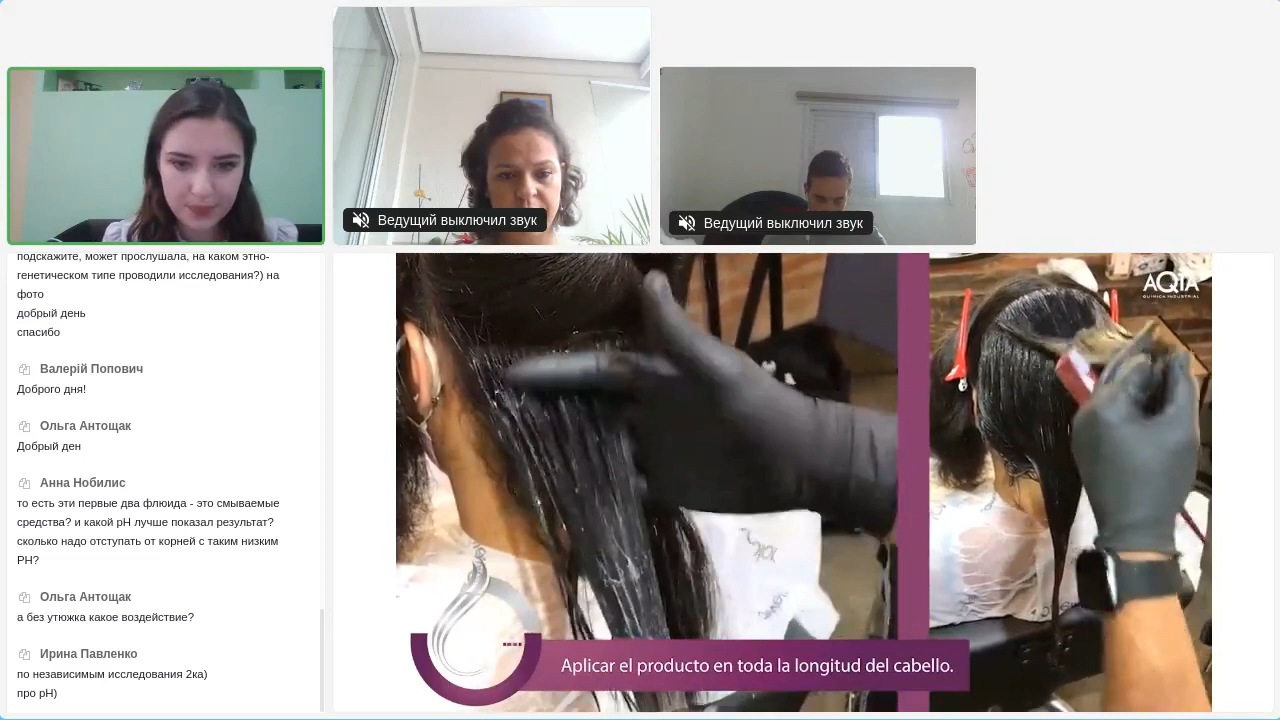 Ведущий выключил звук
Ведущий выключил звук
подскажите, может прослушала, на каком этно-
генетическом типе проводили исследования?) на
фото
добрый день
спасибо
Валерій Попович
Доброго дня!
Ольга Антощак
Добрый ден
Анна Нобилис
то есть эти первые два флюида - это смываемые
средства? и какой pH лучше показал результат?
сколько надо отступать от корней с таким низким
PH?
Ольга Антощак
а без утюжка какое воздействие?
Ирина Павленко
по независимым исследования 2ка)
про pH)
AQIA
QUÍMICA INDUSTRIAL
Aplicar el producto en toda la longitud del cabello.